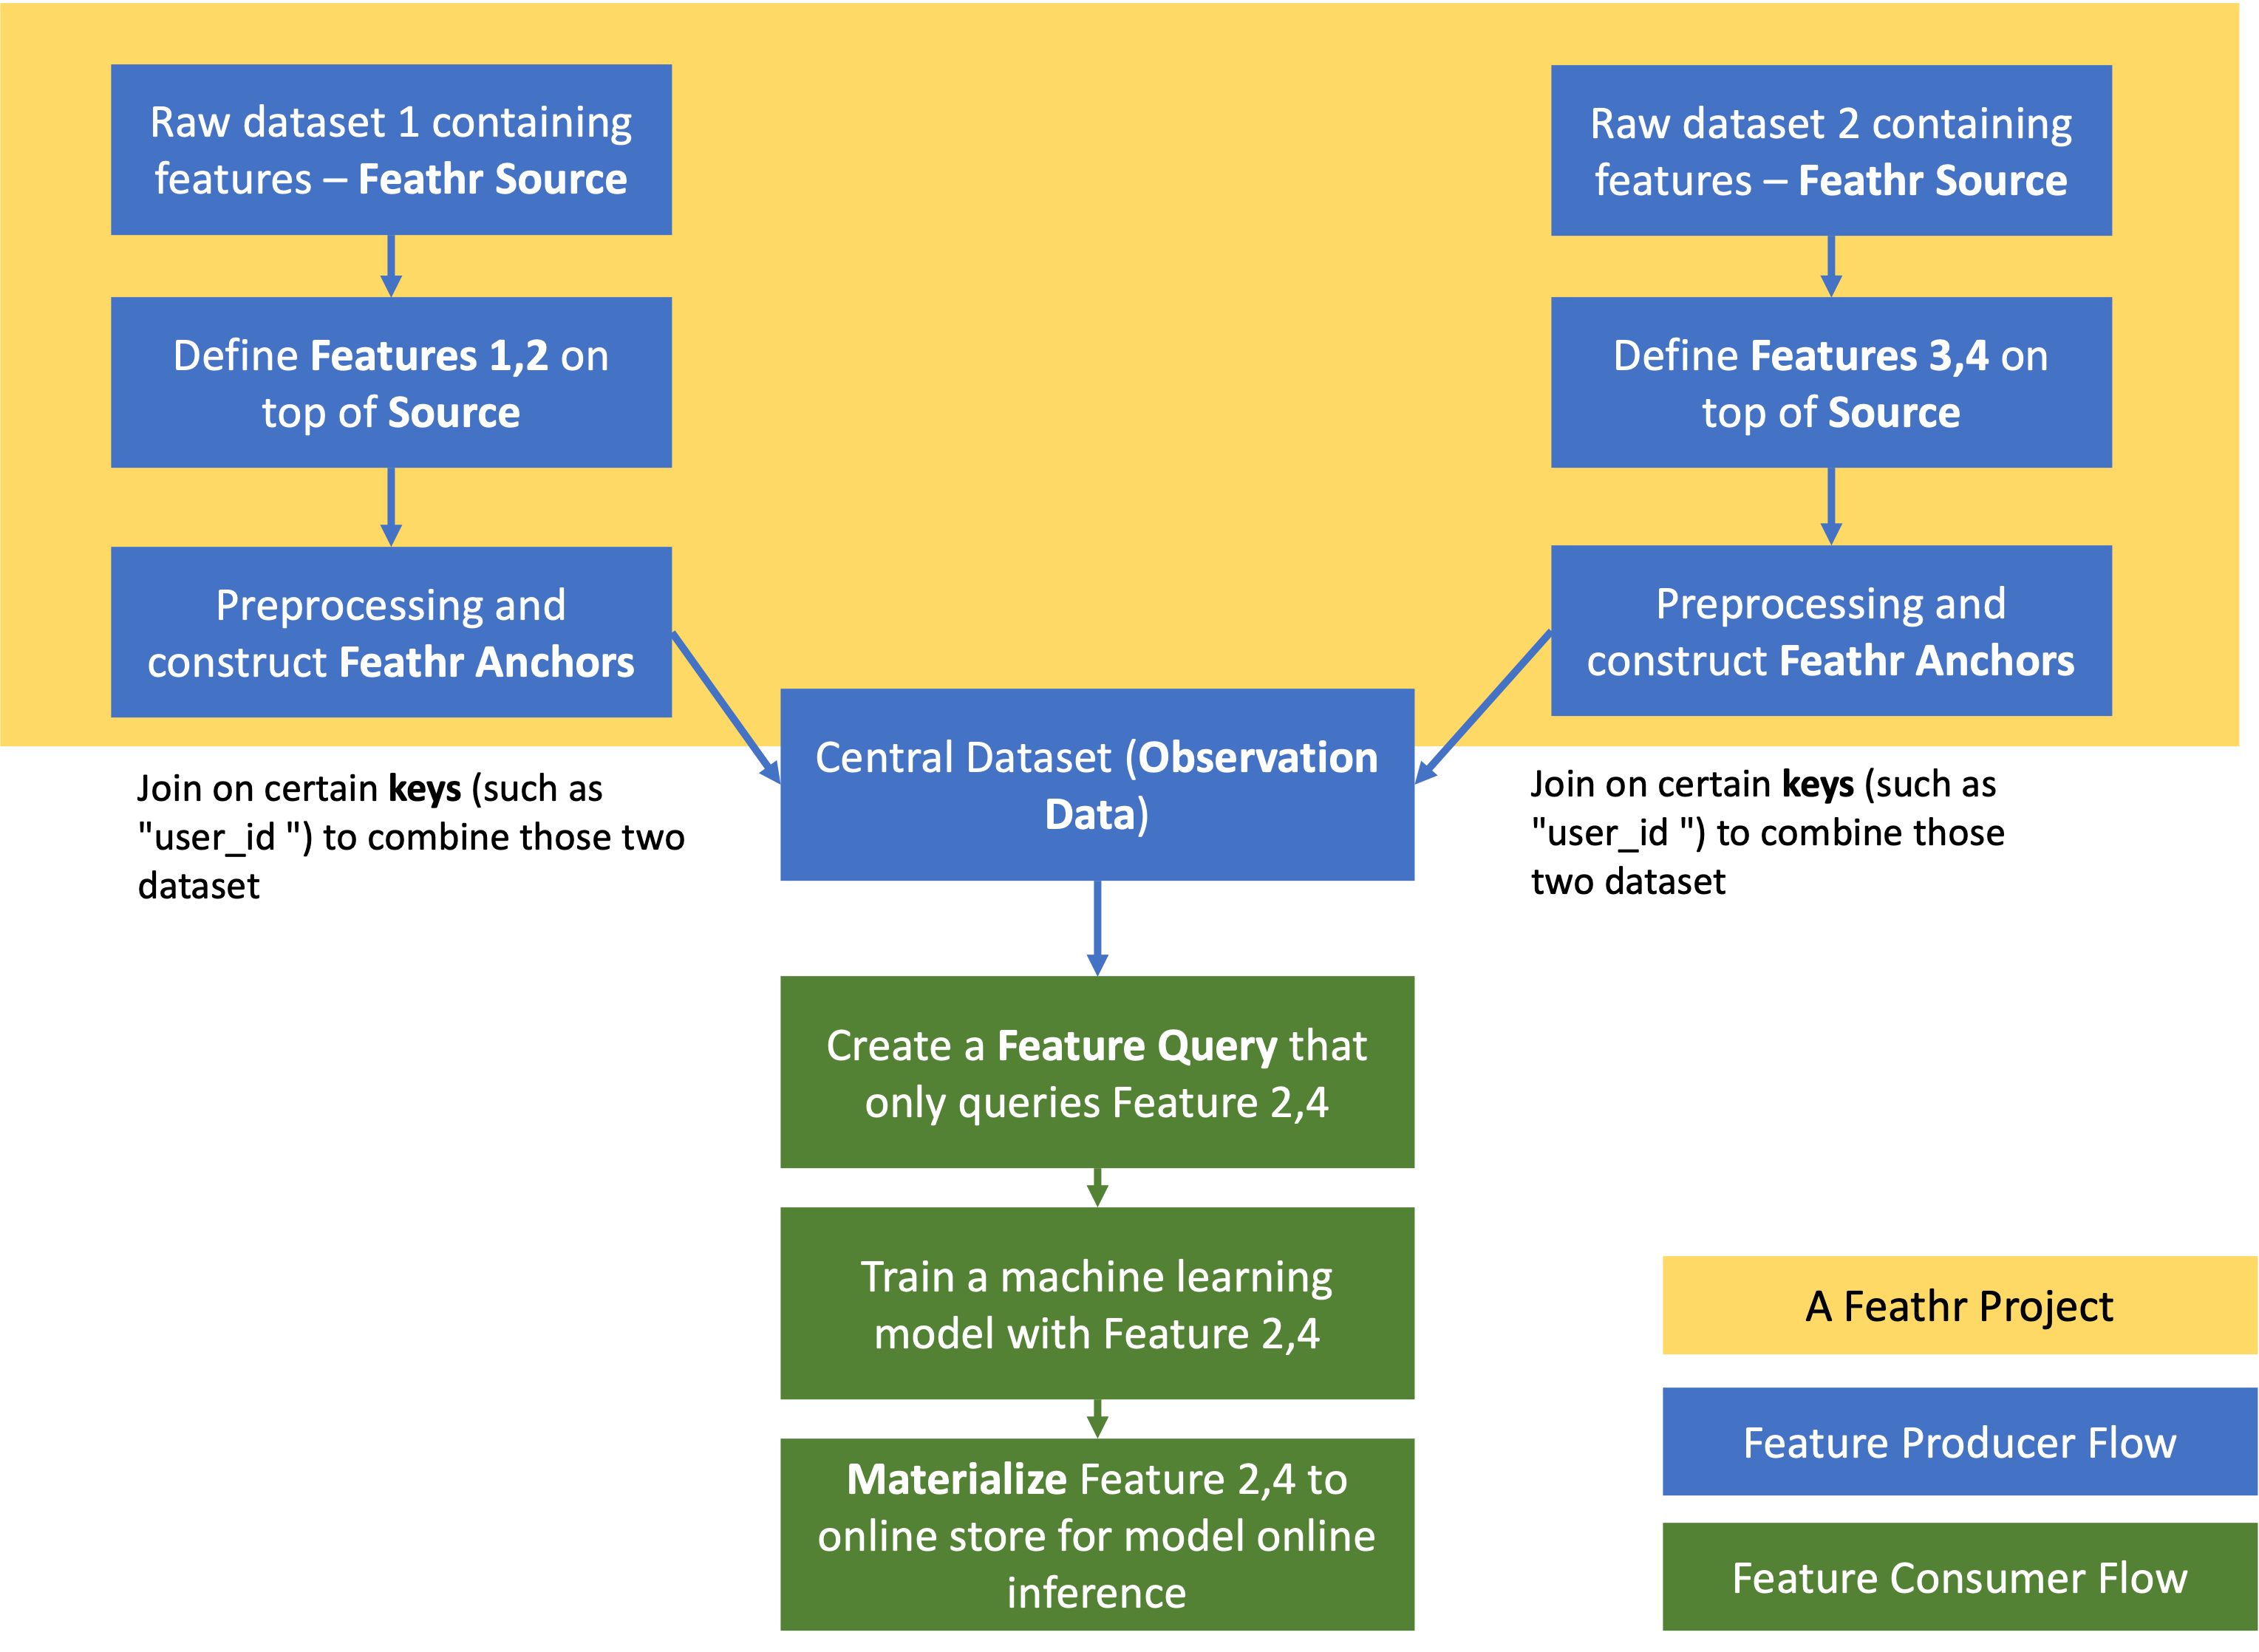 Raw dataset 1 containing
features – Feathr Source
Define Features 1,2 on
top of Source
Preprocessing and
construct Feathr Anchors
Join on certain keys (such as
"user_id ") to combine those two
dataset
Raw dataset 2 containing
features – Feathr Source
Define Features 3,4 on
top of Source
Preprocessing and
construct Feathr Anchors
Join on certain keys (such as
"user_id ") to combine those
two dataset
Central Dataset (Observation
Data)
Create a Feature Query that
only queries Feature 2,4
Train a machine learning
model with Feature 2,4
Materialize Feature 2,4 to
online store for model online
inference
A Feathr Project
Feature Producer Flow
Feature Consumer Flow